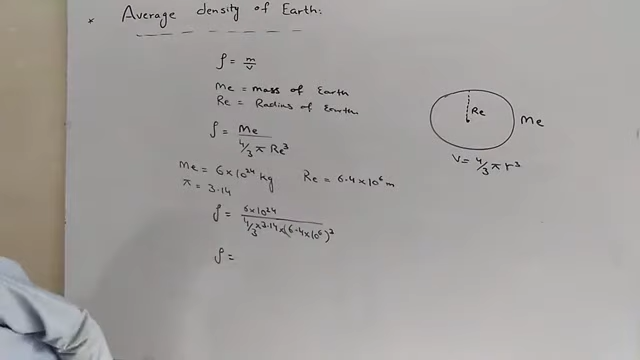 * Average density of Earth:
ρ = m/v
Me = mass of Earth
Re = Radius of Earth
Re
Me
ρ = Me / 4/3 π Re³
V = 4/3 π r³
Me = 6 x 10²⁴ kg Re = 6.4 x 10⁶ m
π = 3.14
ρ = 6 x 10²⁴ / 4/3 x 3.14 x (6.4 x 10⁶)³
ρ =